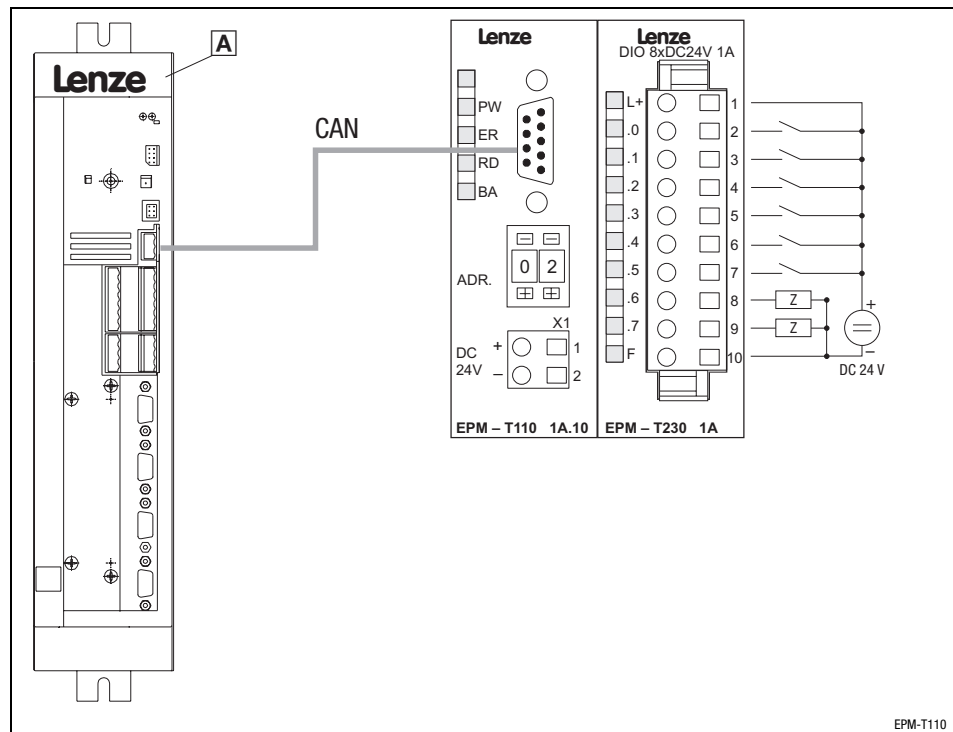 A
Lenze
CAN
Lenze
PW
ER
RD
BA
ADR.
0 2
X1
DC
24V
+ 1
– 2
EPM – T110 1A.10
Lenze
DIO 8xDC24V 1A
L+ 1
.0 2
.1 3
.2 4
.3 5
.4 6
.5 7
.6 8 Z
.7 9 Z
F 10
+
–
DC 24 V
EPM – T230 1A
EPM-T110